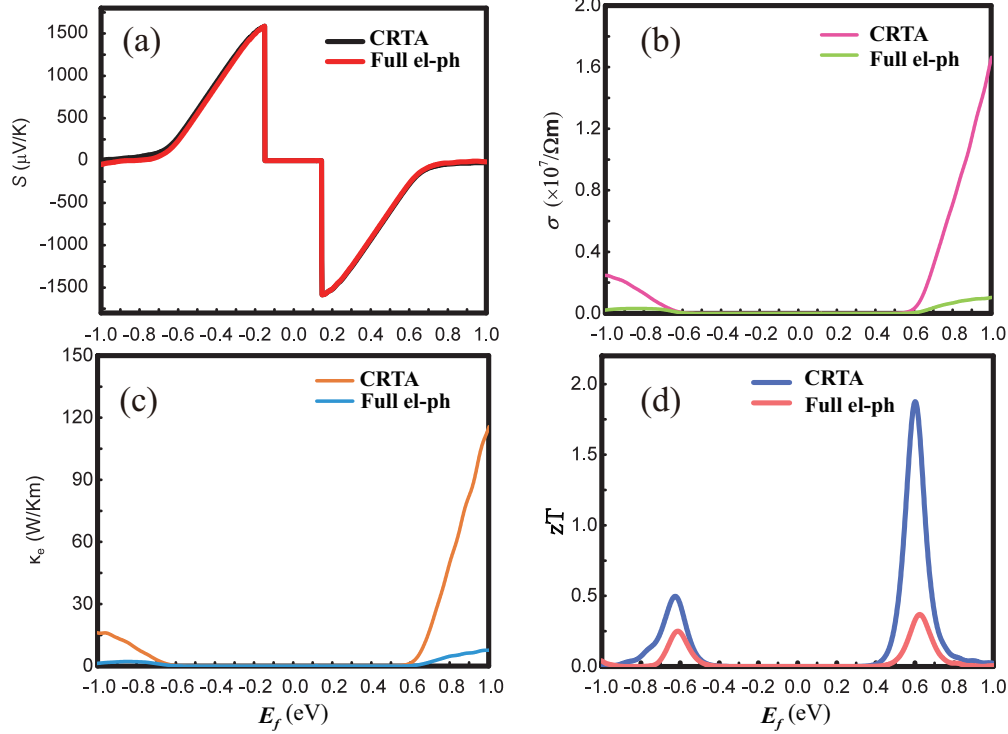 (a)
CRTA
Full el-ph
1500
1000
500
0
-500
-1000
-1500
S (μV/K)
-1.0 -0.8 -0.6 -0.4 -0.2 0.0 0.2 0.4 0.6 0.8 1.0
(b)
CRTA
Full el-ph
2.0
1.6
1.2
0.8
0.4
0.0
σ (×10⁷/Ωm)
-1.0 -0.8 -0.6 -0.4 -0.2 0.0 0.2 0.4 0.6 0.8 1.0
(c)
CRTA
Full el-ph
150
120
90
60
30
0
κₑ (W/Km)
-1.0 -0.8 -0.6 -0.4 -0.2 0.0 0.2 0.4 0.6 0.8 1.0
E_f (eV)
(d)
CRTA
Full el-ph
2.0
1.5
1.0
0.5
0.0
zT
-1.0 -0.8 -0.6 -0.4 -0.2 0.0 0.2 0.4 0.6 0.8 1.0
E_f (eV)